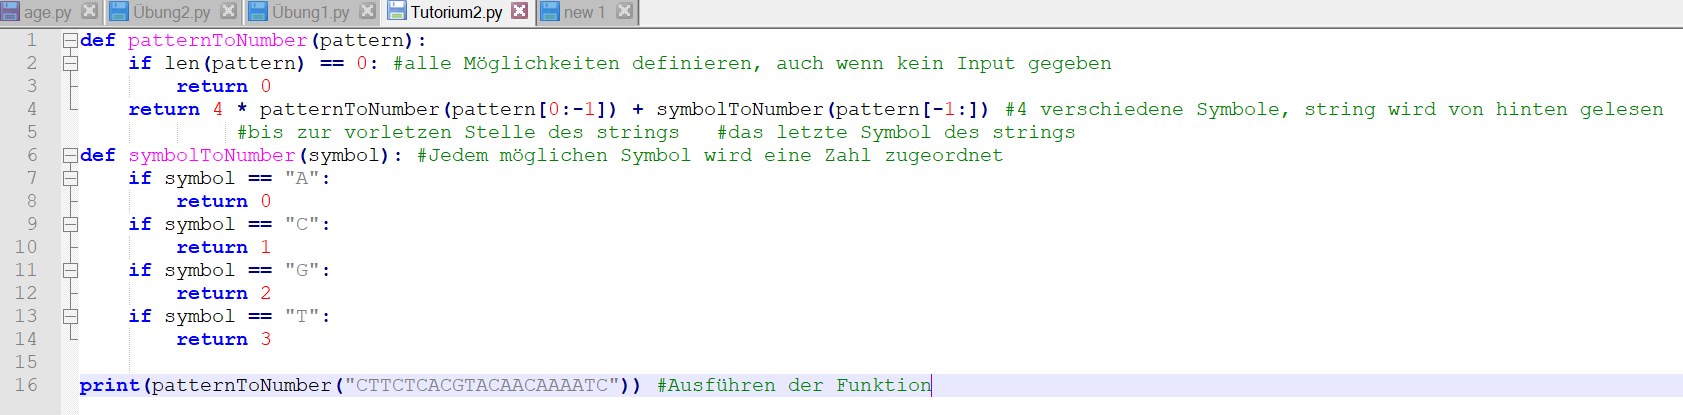 age.py Übung2.py Übung1.py Tutorium2.py new 1
1 def patternToNumber(pattern):
2 if len(pattern) == 0: #alle Möglichkeiten definieren, auch wenn kein Input gegeben
3 return 0
4 return 4 * patternToNumber(pattern[0:-1]) + symbolToNumber(pattern[-1:]) #4 verschiedene Symbole, string wird von hinten gelesen
5 #bis zur vorletzen Stelle des strings #das letzte Symbol des strings
6 def symbolToNumber(symbol): #Jedem möglichen Symbol wird eine Zahl zugeordnet
7 if symbol == "A":
8 return 0
9 if symbol == "C":
10 return 1
11 if symbol == "G":
12 return 2
13 if symbol == "T":
14 return 3
15
16 print(patternToNumber("CTTCTCACGTACAACAAAATC")) #Ausführen der Funktion